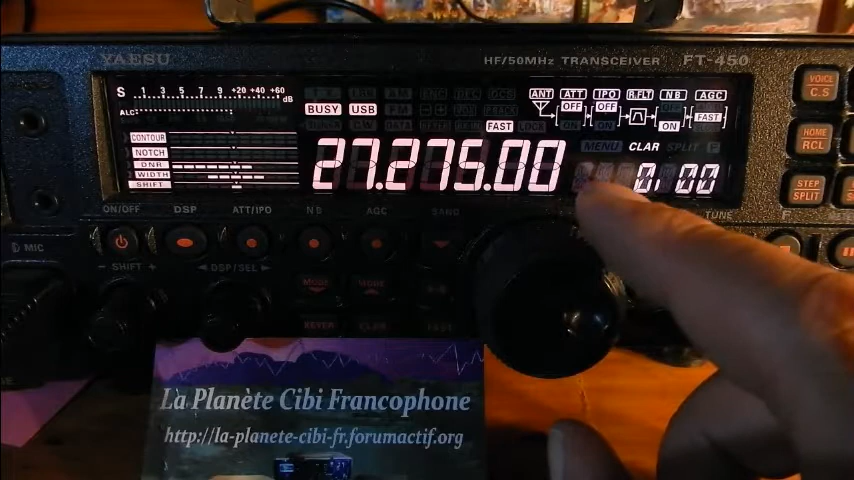 YAESU HF/50MHz TRANSCEIVER FT-450
S 1 3 5 7 9 +20 +40 +60 dB
ALC
BUSY USB
FAST
ANT ATT IPO R.FLT NB AGC
OFF OFF FAST
ON
CONTOUR
NOTCH
DNR
WIDTH
SHIFT
27.275.00
MENU CLAR SPLIT
0.00
VOICE
C.S
HOME
RCL
STEP
SPLIT
F
ON/OFF DSP ATT/IPO NB AGC BAND TUNE
MIC
– SHIFT + ◄DSP/SEL►
MODE MODE
La Planète Cibi Francophone
http://la-planete-cibi-fr.forumactif.org